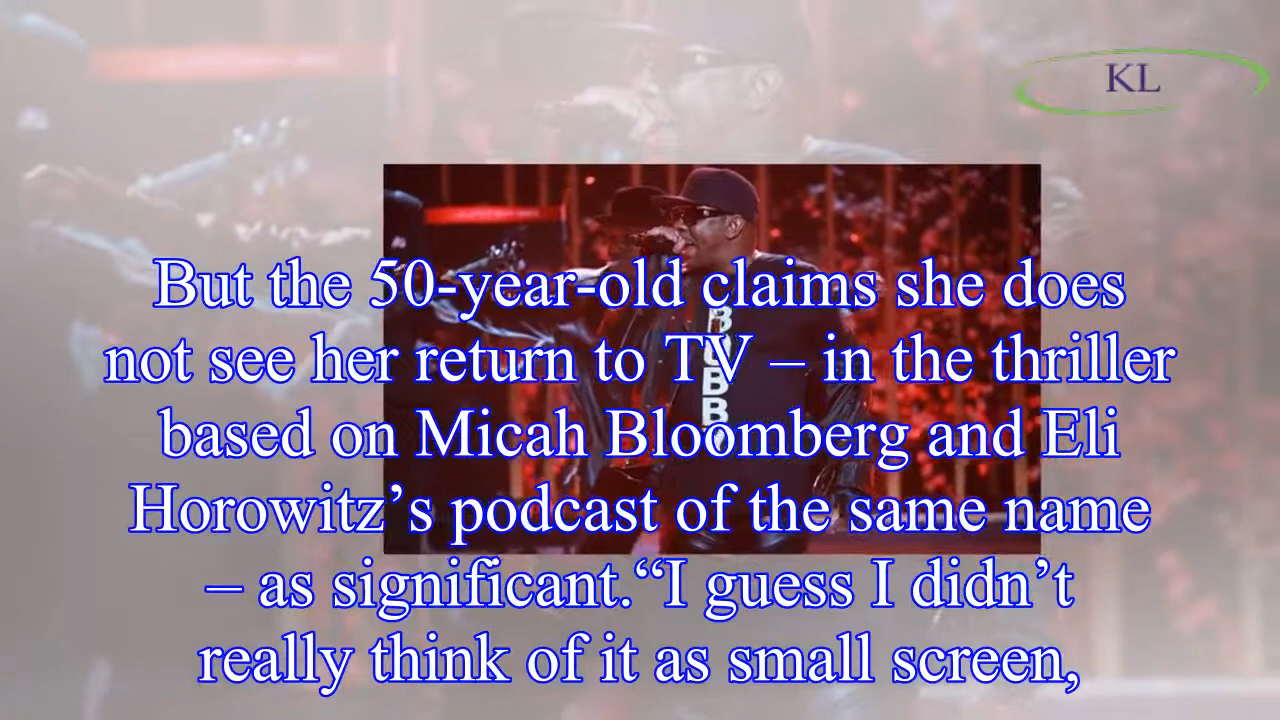 KL
But the 50-year-old claims she does
not see her return to TV – in the thriller
based on Micah Bloomberg and Eli
Horowitz’s podcast of the same name
– as significant.“I guess I didn’t
really think of it as small screen,
BOBBY